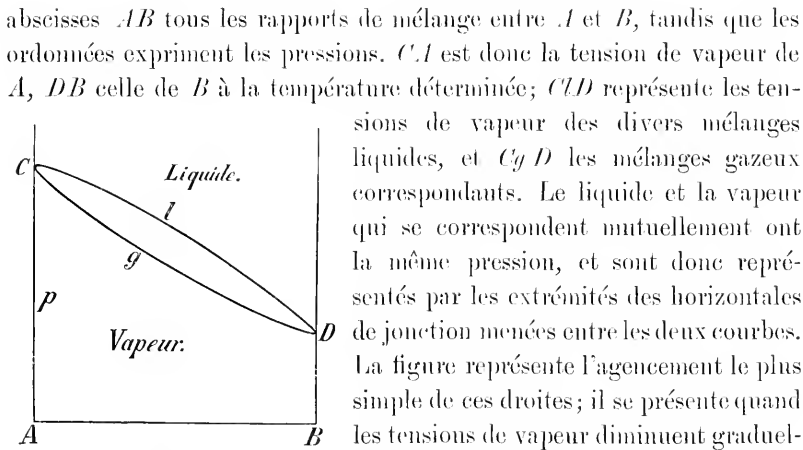 abscisses AB tous les rapports de mélange entre A et B, tandis que les
ordonnées expriment les pressions. CA est donc la tension de vapeur de
A, DB celle de B à la température déterminée; ClD représente les ten-
sions de vapeur des divers mélanges
liquides, et CgD les mélanges gazeux
correspondants. Le liquide et la vapeur
qui se correspondent mutuellement ont
la même pression, et sont donc repré-
sentés par les extrémités des horizontales
de jonction menées entre les deux courbes.
La figure représente l'agencement le plus
simple de ces droites; il se présente quand
les tensions de vapeur diminuent graduel-
C
Liquide.
l
g
p
Vapeur.
D
A
B